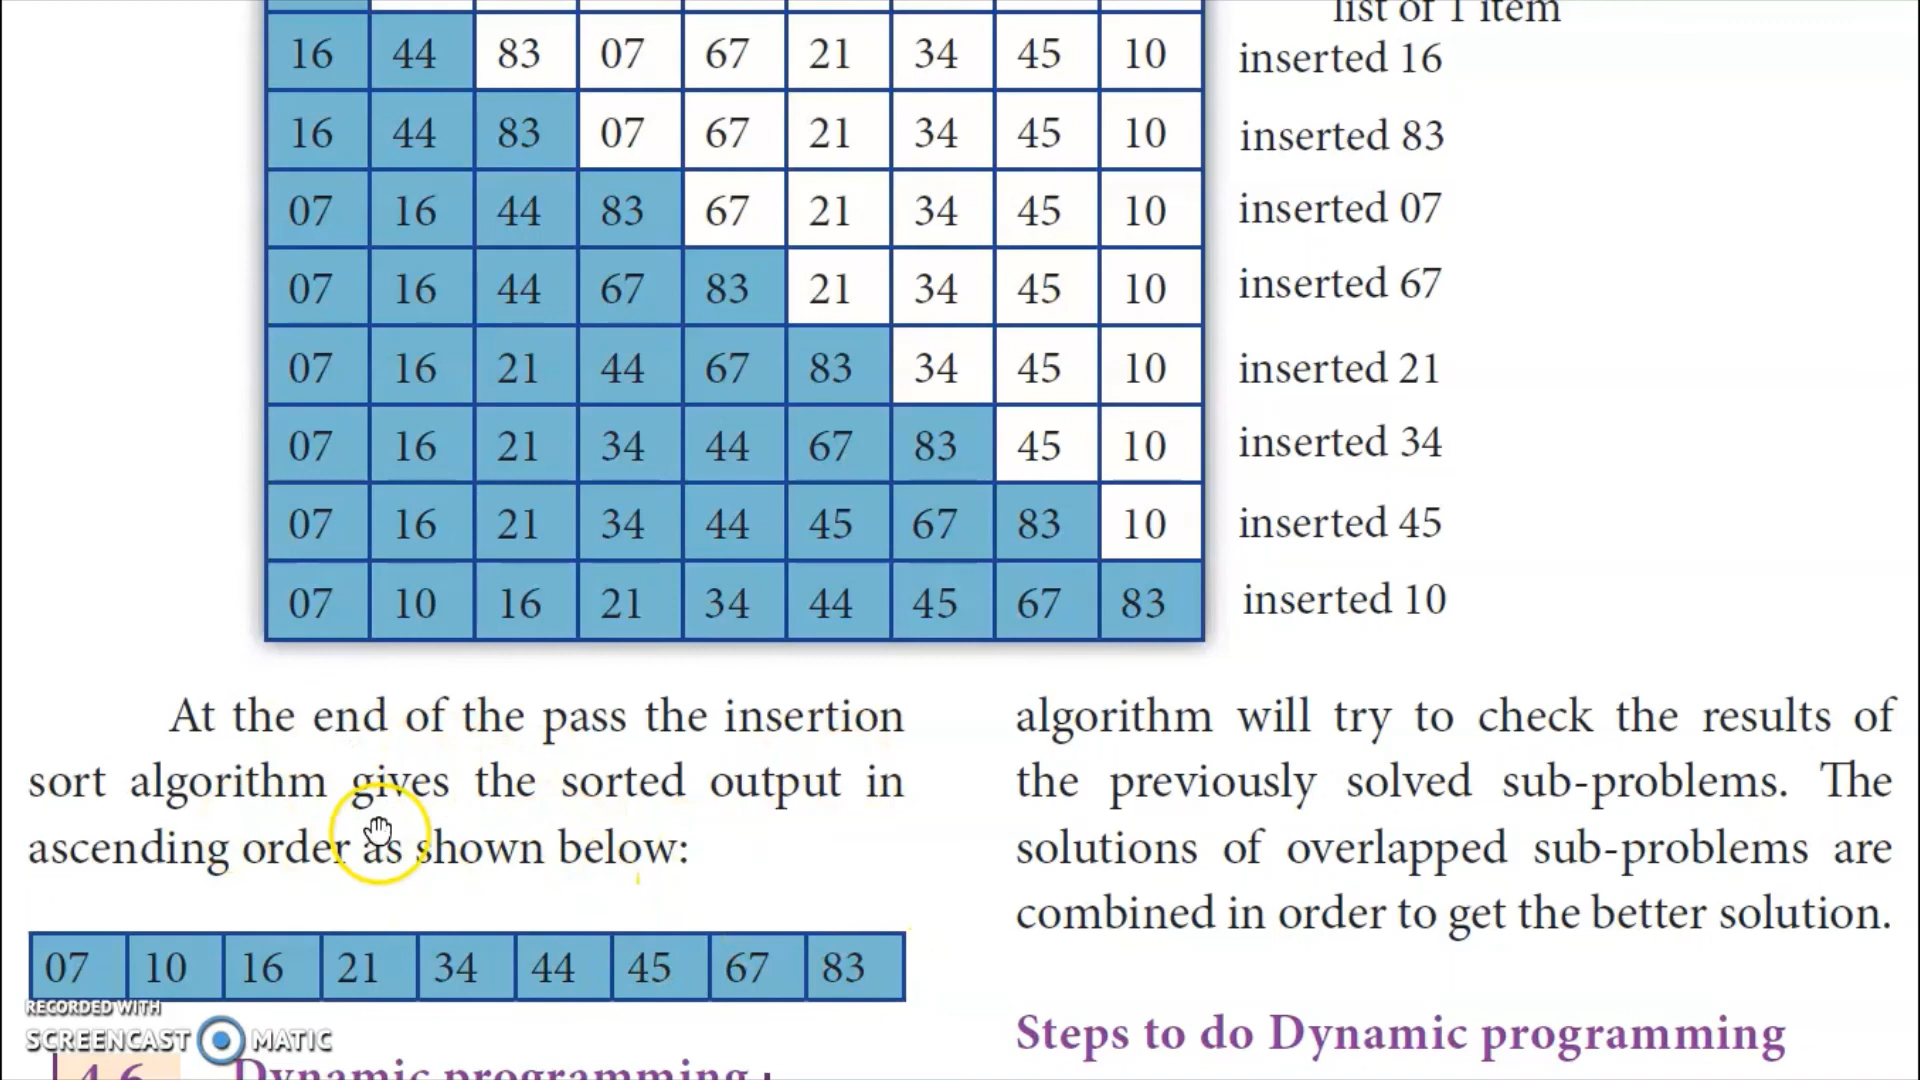 list of 1 item
16 44 83 07 67 21 34 45 10 inserted 16
16 44 83 07 67 21 34 45 10 inserted 83
07 16 44 83 67 21 34 45 10 inserted 07
07 16 44 67 83 21 34 45 10 inserted 67
07 16 21 44 67 83 34 45 10 inserted 21
07 16 21 34 44 67 83 45 10 inserted 34
07 16 21 34 44 45 67 83 10 inserted 45
07 10 16 21 34 44 45 67 83 inserted 10
At the end of the pass the insertion
sort algorithm gives the sorted output in
ascending order as shown below:
07 10 16 21 34 44 45 67 83
4.6 Dynamic programming
algorithm will try to check the results of
the previously solved sub-problems. The
solutions of overlapped sub-problems are
combined in order to get the better solution.
Steps to do Dynamic programming
RECORDED WITH
SCREENCAST MATIC